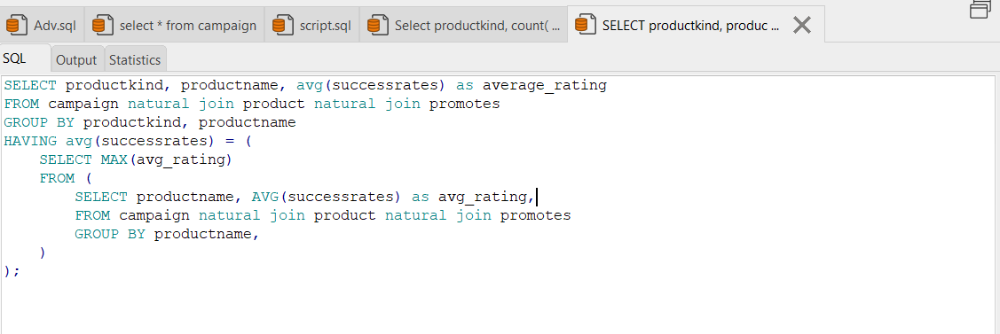 Adv.sql select * from campaign script.sql Select productkind, count( ... SELECT productkind, produc ...
SQL Output Statistics
SELECT productkind, productname, avg(successrates) as average_rating
FROM campaign natural join product natural join promotes
GROUP BY productkind, productname
HAVING avg(successrates) = (
    SELECT MAX(avg_rating)
    FROM (
        SELECT productname, AVG(successrates) as avg_rating,
        FROM campaign natural join product natural join promotes
        GROUP BY productname,
    )
);